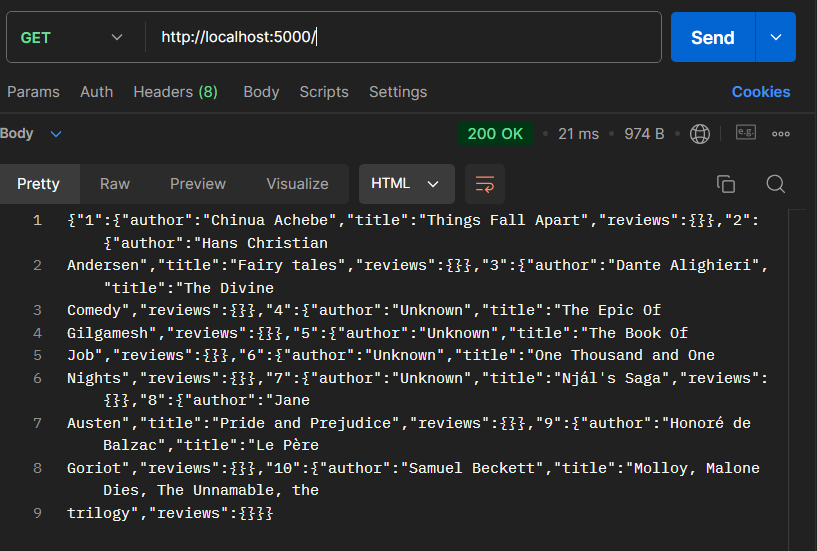 GET http://localhost:5000/ Send
Params Auth Headers (8) Body Scripts Settings Cookies
Body 200 OK • 21 ms • 974 B • e.g.
Pretty Raw Preview Visualize HTML
1 {"1":{"author":"Chinua Achebe","title":"Things Fall Apart","reviews":{}},"2":
{"author":"Hans Christian
2 Andersen","title":"Fairy tales","reviews":{}},"3":{"author":"Dante Alighieri",
"title":"The Divine
3 Comedy","reviews":{}},"4":{"author":"Unknown","title":"The Epic Of
4 Gilgamesh","reviews":{}},"5":{"author":"Unknown","title":"The Book Of
5 Job","reviews":{}},"6":{"author":"Unknown","title":"One Thousand and One
6 Nights","reviews":{}},"7":{"author":"Unknown","title":"Njál's Saga","reviews":
{}},"8":{"author":"Jane
7 Austen","title":"Pride and Prejudice","reviews":{}},"9":{"author":"Honoré de
Balzac","title":"Le Père
8 Goriot","reviews":{}},"10":{"author":"Samuel Beckett","title":"Molloy, Malone
Dies, The Unnamable, the
9 trilogy","reviews":{}}}